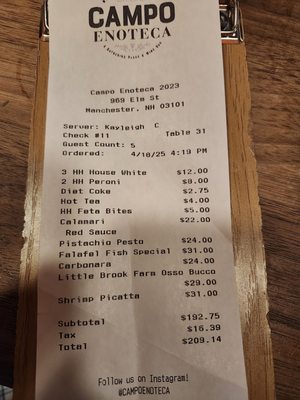 CAMPO
ENOTECA
Campo Enoteca 2023
969 Elm St
Manchester, NH 03101
Server: Kayleigh C
Check #11 Table 31
Guest Count: 5
Ordered: 4/16/25 4:19 PM
3 HH House White $12.00
2 HH Peroni $8.00
Diet Coke $2.75
Hot Tea $4.00
HH Feta Bites $5.00
Calamari $22.00
Red Sauce
Pistachio Pesto $24.00
Falafel Fish Special $31.00
Carbonara $24.00
Little Brook Farm Osso Bucco
$29.00
Shrimp Picatta $31.00
Subtotal $192.75
Tax $16.39
Total $209.14
Follow us on Instagram!
@CAMPOENOTECA